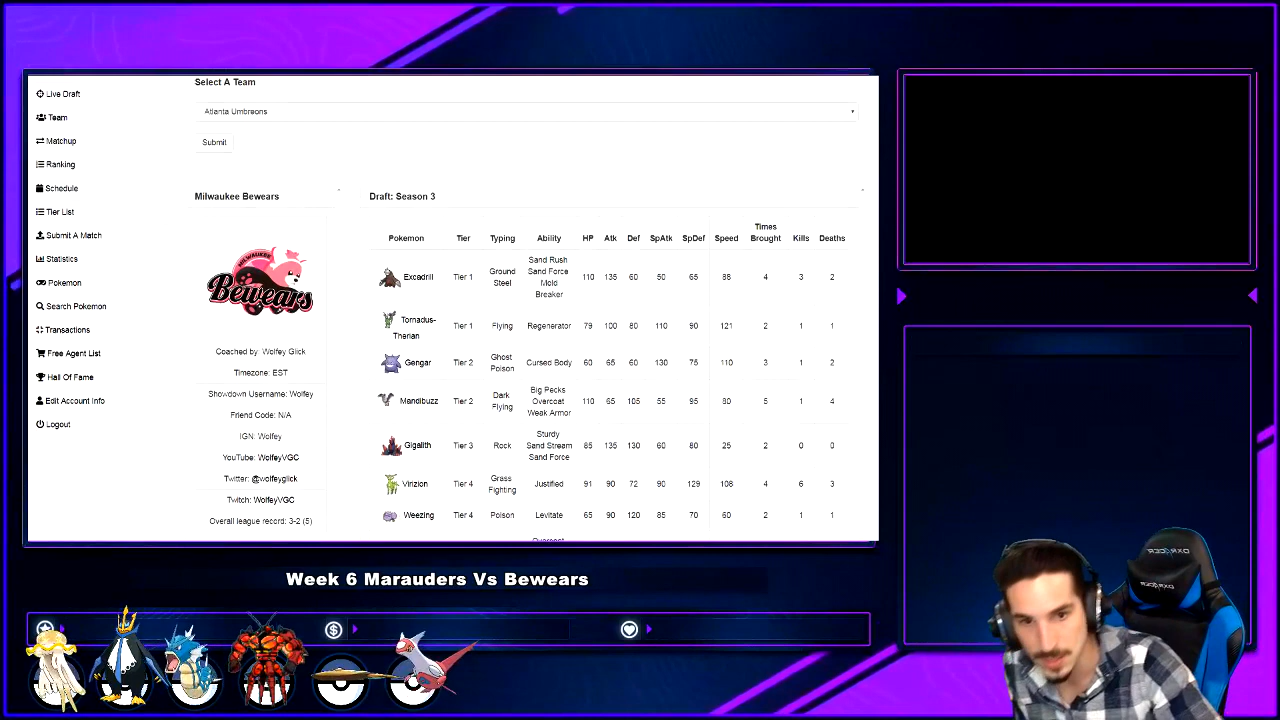 Select A Team
Atlanta Umbreons
Submit
Live Draft
Team
Matchup
Ranking
Schedule
Tier List
Submit A Match
Statistics
Pokemon
Search Pokemon
Transactions
Free Agent List
Hall Of Fame
Edit Account Info
Logout
Milwaukee Bewears
MILWAUKEE
Bewears
Coached by Wolfey Glick
Timezone: EST
Showdown Username: Wolfey
Friend Code: N/A
IGN: Wolfey
YouTube: WolfeyVGC
Twitter: @wolfeyglick
Twitch: WolfeyVGC
Overall league record: 3-2 (5)
Draft: Season 3
Pokemon Tier Typing Ability HP Atk Def SpAtk SpDef Speed Times Brought Kills Deaths
Excadrill Tier 1 Ground Steel Sand Rush Sand Force Mold Breaker 110 135 60 50 65 88 4 3 2
Tornadus-Therian Tier 1 Flying Regenerator 79 100 80 110 90 121 2 1 1
Gengar Tier 2 Ghost Poison Cursed Body 60 65 60 130 75 110 3 1 2
Mandibuzz Tier 2 Dark Flying Big Pecks Overcoat Weak Armor 110 65 105 55 95 80 5 1 4
Gigalith Tier 3 Rock Sturdy Sand Stream Sand Force 85 135 130 60 80 25 2 0 0
Virizion Tier 4 Grass Fighting Justified 91 90 72 90 129 108 4 6 3
Weezing Tier 4 Poison Levitate 65 90 120 85 70 60 2 1 1
Week 6 Marauders Vs Bewears